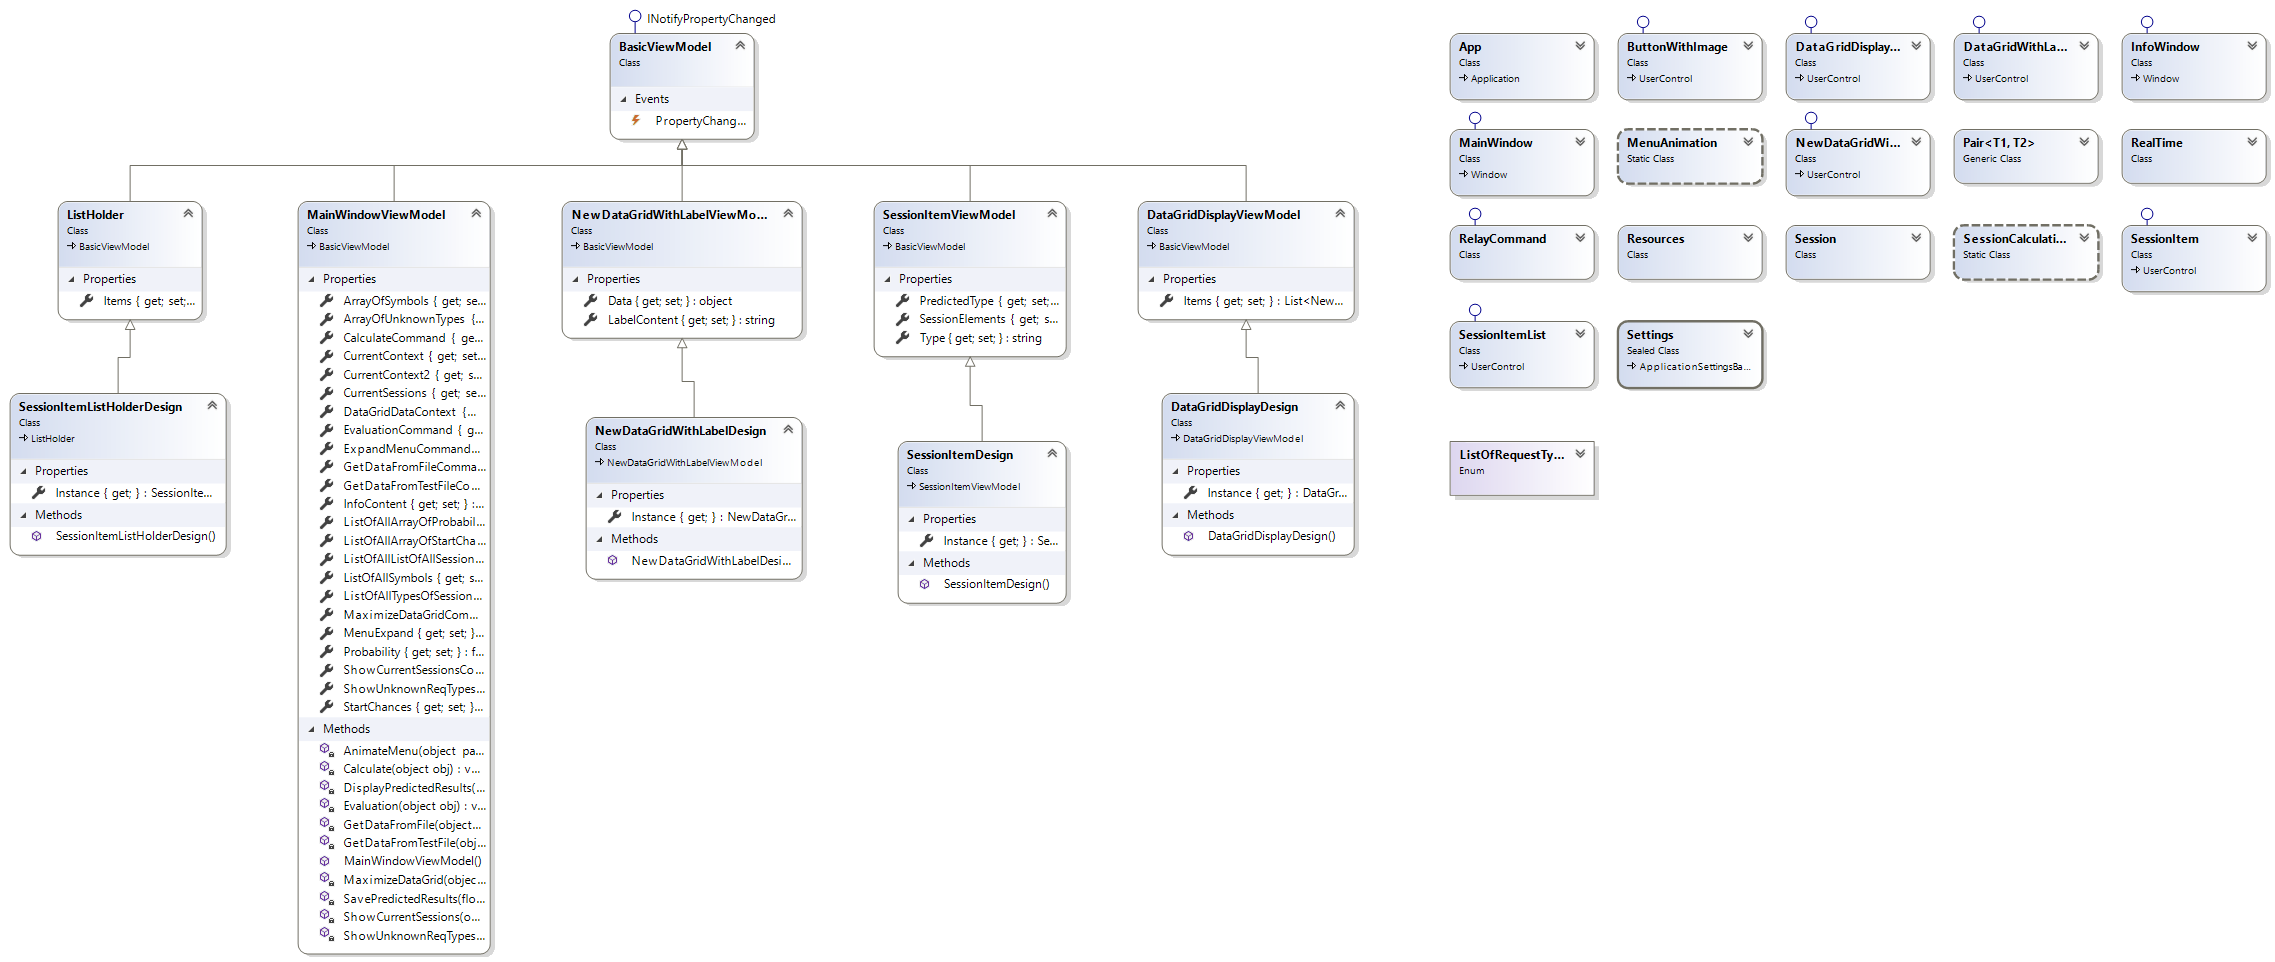 INotifyPropertyChanged
BasicViewModel
Class
Events
PropertyChang...
ListHolder
Class
BasicViewModel
Properties
Items { get; set;...
SessionItemListHolderDesign
Class
ListHolder
Properties
Instance { get; } : SessionIte...
Methods
SessionItemListHolderDesign()
MainWindowViewModel
Class
BasicViewModel
Properties
ArrayOfSymbols { get; se...
ArrayOfUnknownTypes {...
CalculateCommand { ge...
CurrentContext { get; set...
CurrentContext2 { get; s...
CurrentSessions { get; se...
DataGridDataContext {...
EvaluationCommand { g...
ExpandMenuCommand...
GetDataFromFileComma...
GetDataFromTestFileCo...
InfoContent { get; set; } :...
ListOfAllArrayOfProbabil...
ListOfAllArrayOfStartCha...
ListOfAllListOfAllSession...
ListOfAllSymbols { get; s...
ListOfAllTypesOfSession...
MaximizeDataGridCom...
MenuExpand { get; set; }...
Probability { get; set; } : f...
ShowCurrentSessionsCo...
ShowUnknownReqTypes...
StartChances { get; set; }...
Methods
AnimateMenu(object pa...
Calculate(object obj) : v...
DisplayPredictedResults(...
Evaluation(object obj) : v...
GetDataFromFile(object...
GetDataFromTestFile(obj...
MainWindowViewModel()
MaximizeDataGrid(objec...
SavePredictedResults(flo...
ShowCurrentSessions(o...
ShowUnknownReqTypes...
NewDataGridWithLabelViewMo...
Class
BasicViewModel
Properties
Data { get; set; } : object
LabelContent { get; set; } : string
NewDataGridWithLabelDesign
Class
NewDataGridWithLabelViewModel
Properties
Instance { get; } : NewDataGr...
Methods
NewDataGridWithLabelDesi...
SessionItemViewModel
Class
BasicViewModel
Properties
PredictedType { get; set;...
SessionElements { get; s...
Type { get; set; } : string
SessionItemDesign
Class
SessionItemViewModel
Properties
Instance { get; } : Se...
Methods
SessionItemDesign()
DataGridDisplayViewModel
Class
BasicViewModel
Properties
Items { get; set; } : List<New...
DataGridDisplayDesign
Class
DataGridDisplayViewModel
Properties
Instance { get; } : DataGr...
Methods
DataGridDisplayDesign()
App
Class
Application
ButtonWithImage
Class
UserControl
DataGridDisplay...
Class
UserControl
DataGridWithLa...
Class
UserControl
InfoWindow
Class
Window
MainWindow
Class
Window
MenuAnimation
Static Class
NewDataGridWi...
Class
UserControl
Pair<T1, T2>
Generic Class
RealTime
Class
RelayCommand
Class
Resources
Class
Session
Class
SessionCalculati...
Static Class
SessionItem
Class
UserControl
SessionItemList
Class
UserControl
Settings
Sealed Class
ApplicationSettingsBa...
ListOfRequestTy...
Enum